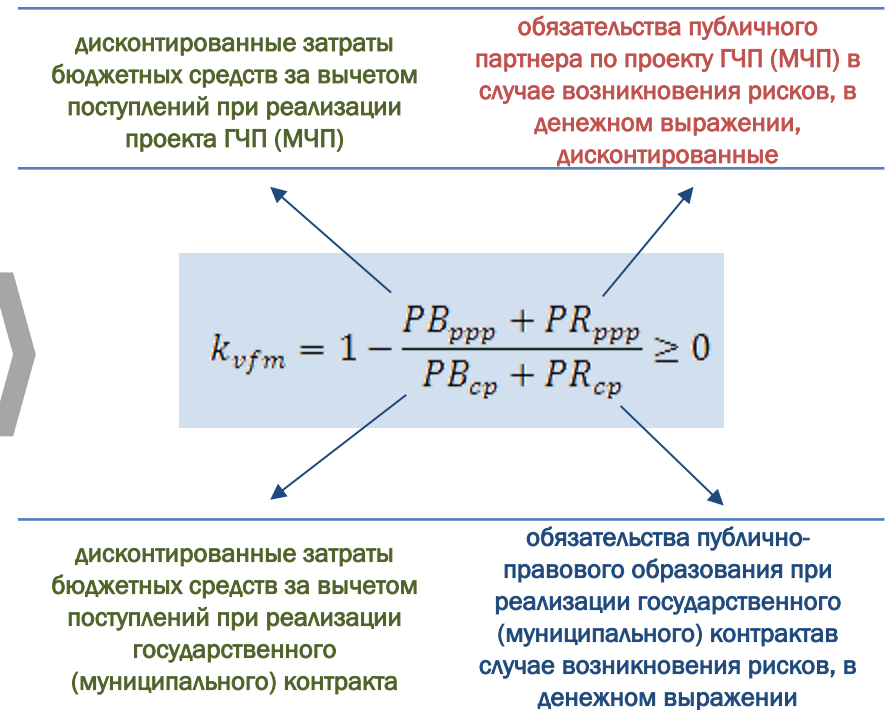 дисконтированные затраты
бюджетных средств за вычетом
поступлений при реализации
проекта ГЧП (МЧП)
обязательства публичного
партнера по проекту ГЧП (МЧП) в
случае возникновения рисков, в
денежном выражении,
дисконтированные
k_vfm = 1 − (PB_ppp + PR_ppp) / (PB_cp + PR_cp) ≥ 0
дисконтированные затраты
бюджетных средств за вычетом
поступлений при реализации
государственного
(муниципального) контракта
обязательства публично-
правового образования при
реализации государственного
(муниципального) контрактав
случае возникновения рисков, в
денежном выражении